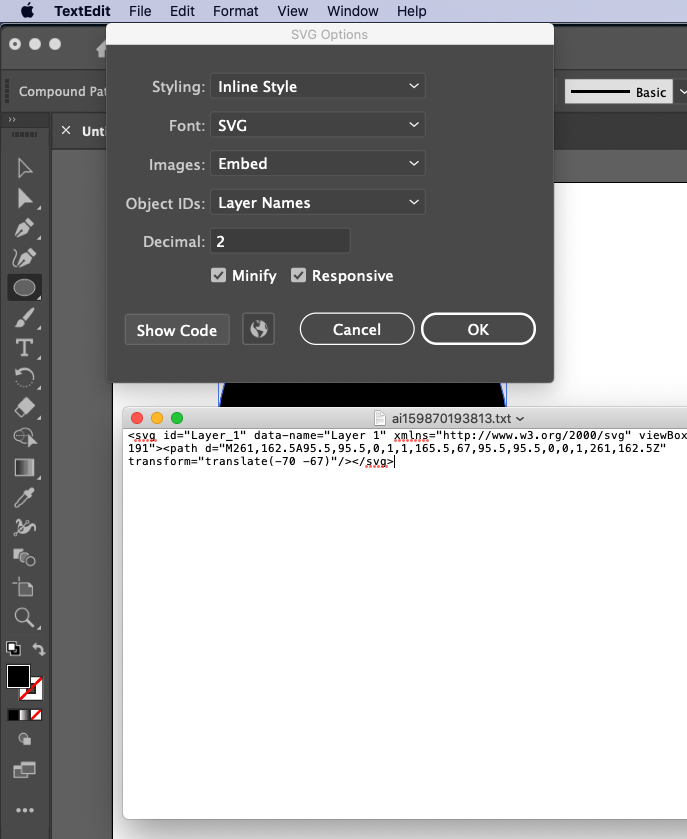 TextEdit File Edit Format View Window Help
SVG Options
Compound Pat
Basic
Unt
Styling: Inline Style
Font: SVG
Images: Embed
Object IDs: Layer Names
Decimal: 2
Minify Responsive
Show Code Cancel OK
ai159870193813.txt
<svg id="Layer_1" data-name="Layer 1" xmlns="http://www.w3.org/2000/svg" viewBox
191"><path d="M261,162.5A95.5,95.5,0,1,1,165.5,67,95.5,95.5,0,0,1,261,162.5Z"
transform="translate(-70 -67)"/></svg>